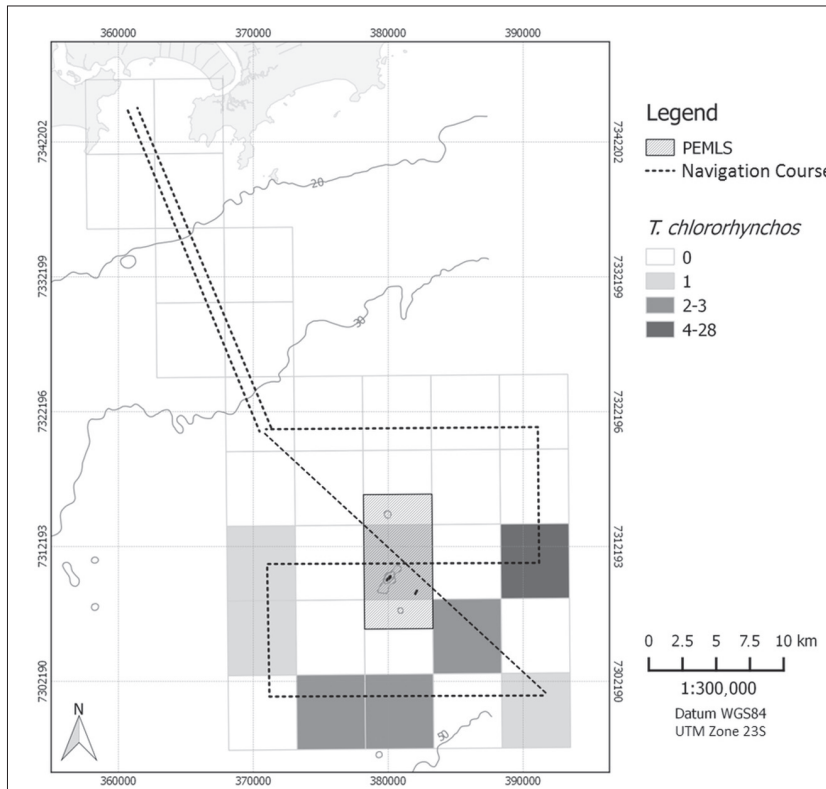 360000 370000 380000 390000
7342202 7342202
7332199 7332199
7322196 7322196
7312193 7312193
7302190 7302190
20
30
50
N
360000 370000 380000 390000
Legend
PEMLS
Navigation Course
T. chlororhynchos
0
1
2-3
4-28
0 2.5 5 7.5 10 km
1:300,000
Datum WGS84
UTM Zone 23S